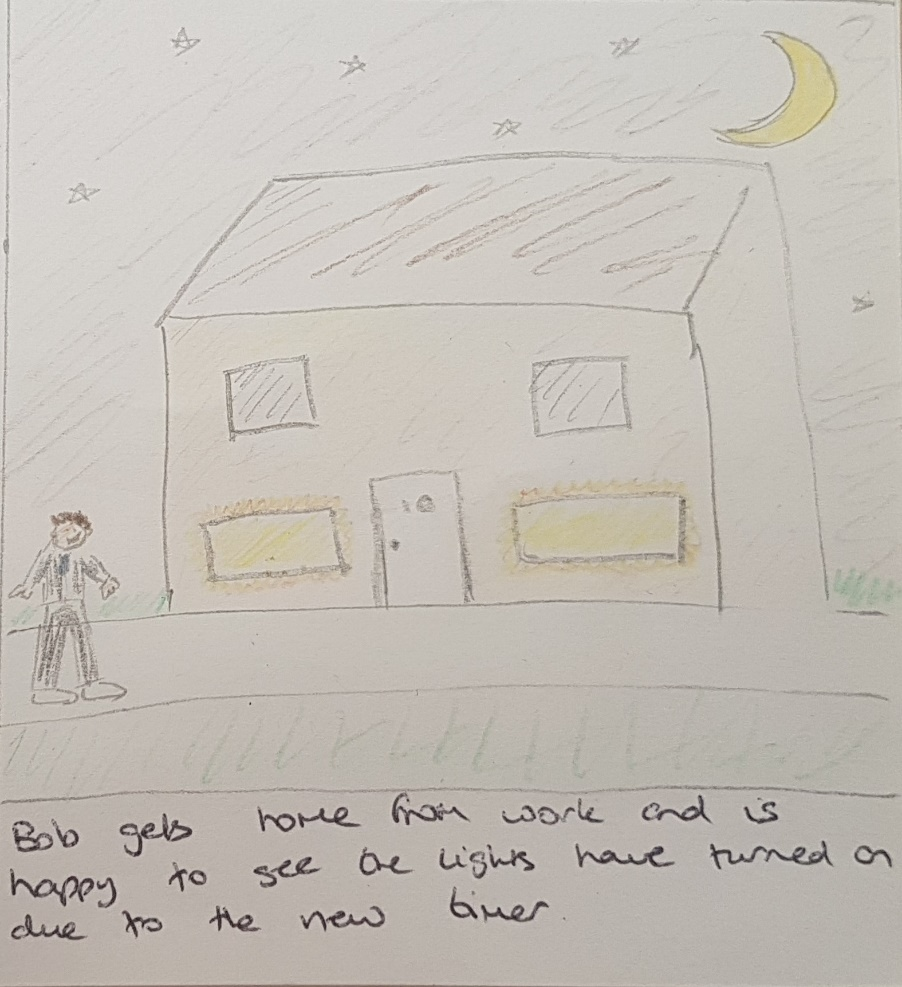 Bob gets home from work and is
happy to see the lights have turned on
due to the new timer.